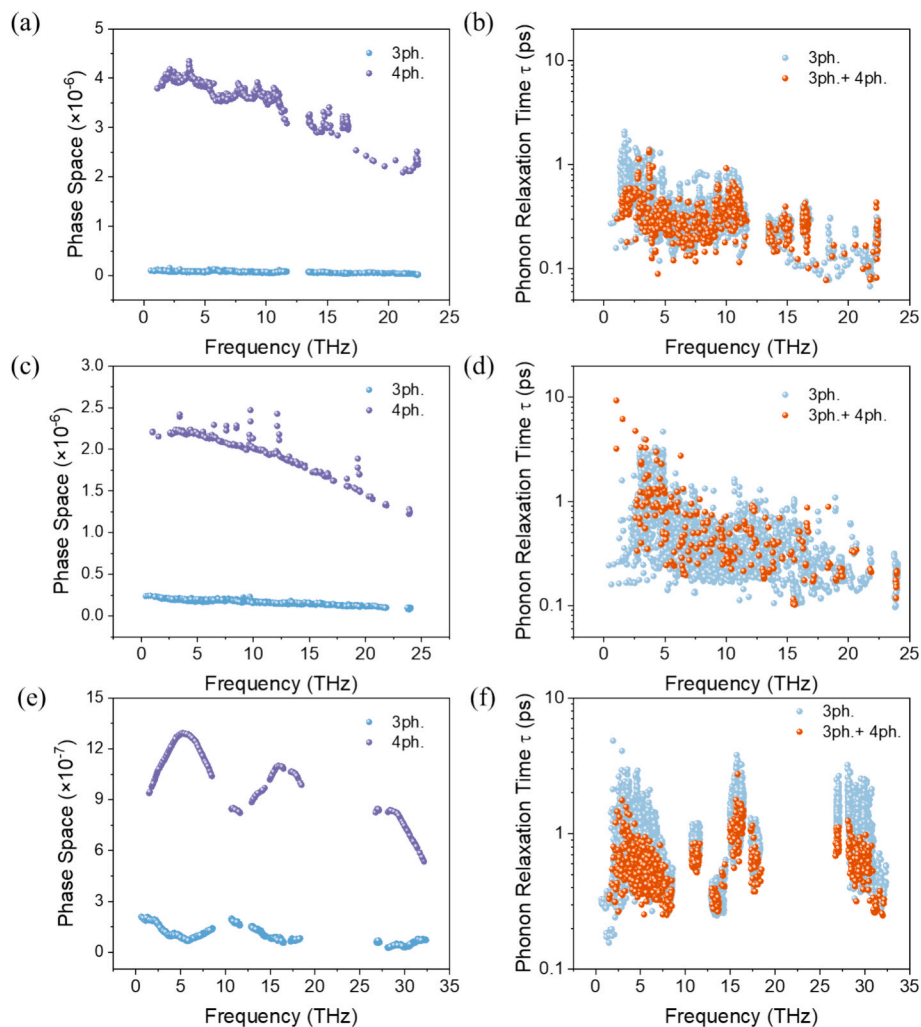 (a)
5
4
3
2
1
0
0 5 10 15 20 25
Phase Space (×10⁻⁶)
Frequency (THz)
3ph.
4ph.
(b)
10
1
0.1
0 5 10 15 20 25
Phonon Relaxation Time τ (ps)
Frequency (THz)
3ph.
3ph.+ 4ph.
(c)
3.0
2.5
2.0
1.5
1.0
0.5
0.0
0 5 10 15 20 25
Phase Space (×10⁻⁶)
Frequency (THz)
3ph.
4ph.
(d)
10
1
0.1
0 5 10 15 20 25
Phonon Relaxation Time τ (ps)
Frequency (THz)
3ph.
3ph.+ 4ph.
(e)
15
12
9
6
3
0
0 5 10 15 20 25 30 35
Phase Space (×10⁻⁷)
Frequency (THz)
3ph.
4ph.
(f)
10
1
0.1
0 5 10 15 20 25 30 35
Phonon Relaxation Time τ (ps)
Frequency (THz)
3ph.
3ph.+ 4ph.